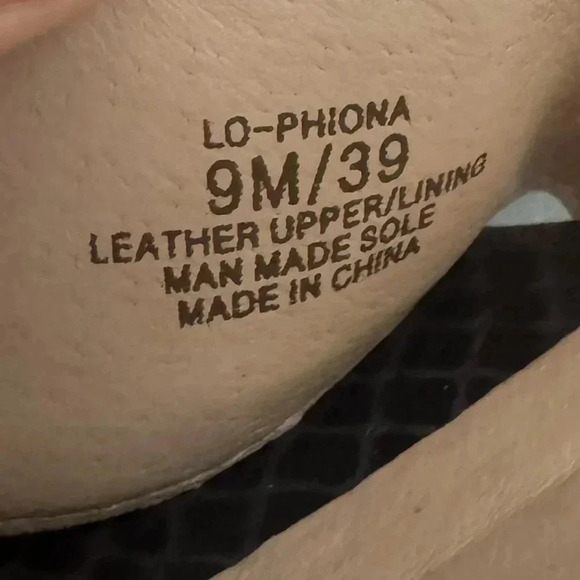 LO-PHIONA
9M/39
LEATHER UPPER/LINING
MAN MADE SOLE
MADE IN CHINA